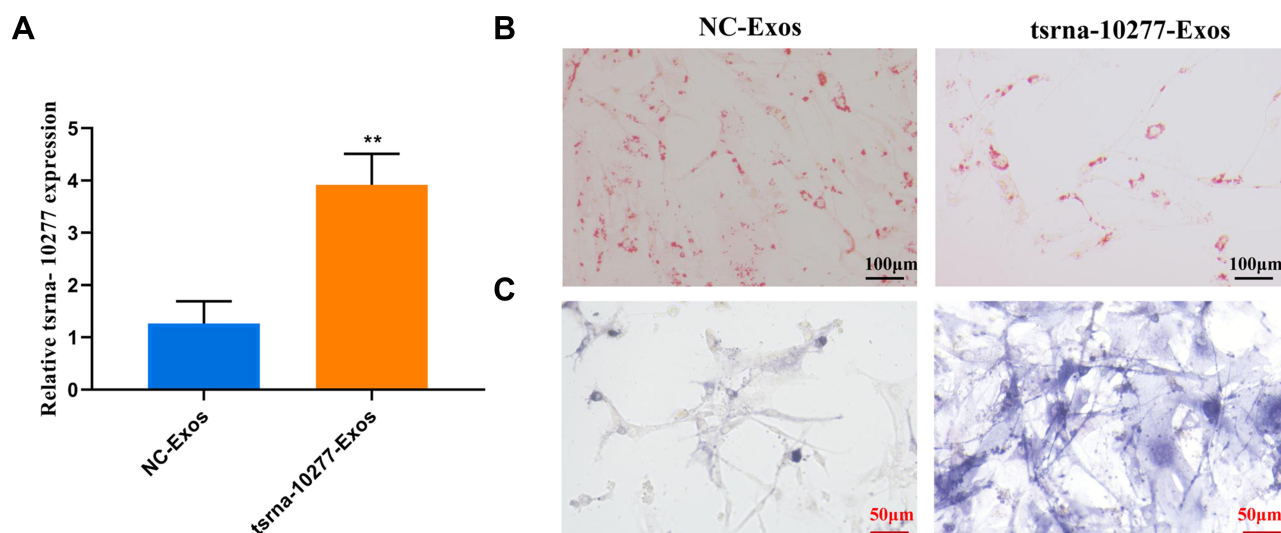 A
Relative tsrna- 10277 expression
5
4
3
2
1
0
**
NC-Exos
tsrna-10277-Exos
B
NC-Exos
tsrna-10277-Exos
100μm
100μm
C
50μm
50μm